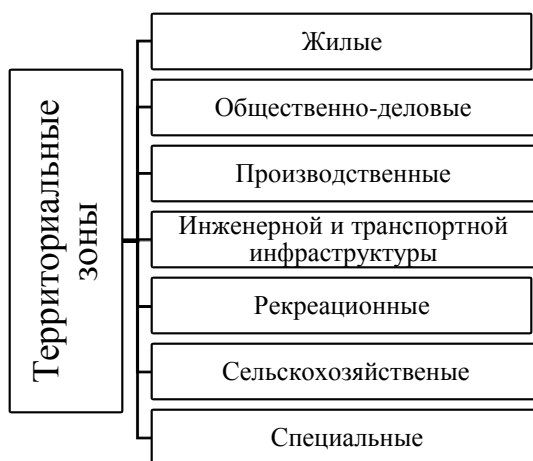 Территориальные
зоны
Жилые
Общественно-деловые
Производственные
Инженерной и транспортной
инфраструктуры
Рекреационные
Сельскохозяйственые
Специальные